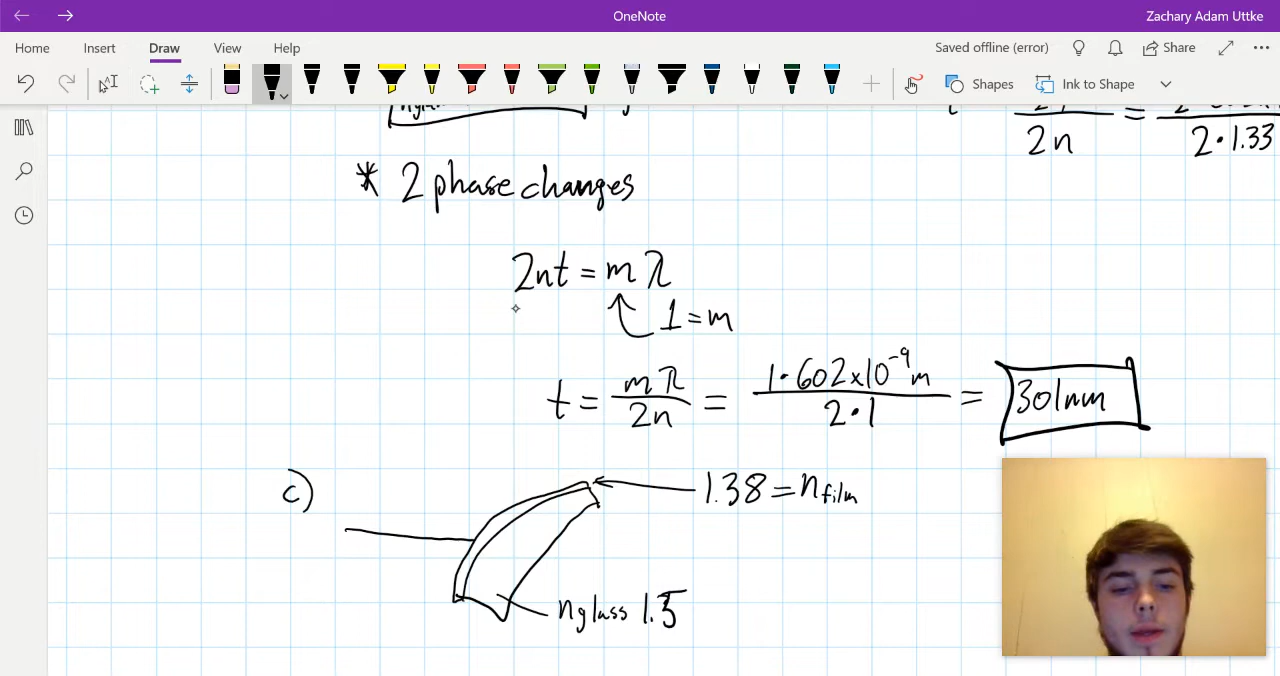 OneNote
Zachary Adam Uttke
Home Insert Draw View Help
Saved offline (error) Share
Shapes Ink to Shape
2n = 2•1.33
* 2 phase changes
2nt = mλ
1 = m
t = mλ/2n = 1•602x10⁻⁹m/2•1 = 301nm
c)
1.38 = n film
n glass 1.5